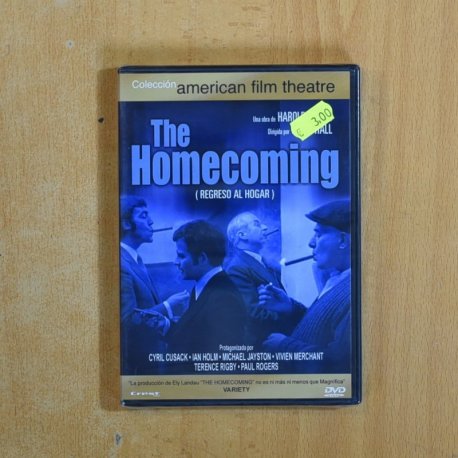 Colección american film theatre
Una obra de HAROLD
Dirigida por HALL
€ 3,00
The
Homecoming
( REGRESO AL HOGAR )
Protagonizada por
CYRIL CUSACK · IAN HOLM · MICHAEL JAYSTON · VIVIEN MERCHANT
TERENCE RIGBY · PAUL ROGERS
"La producción de Ely Landau "THE HOMECOMING" no es ni más ni menos que Magnífica"
VARIETY
DVD